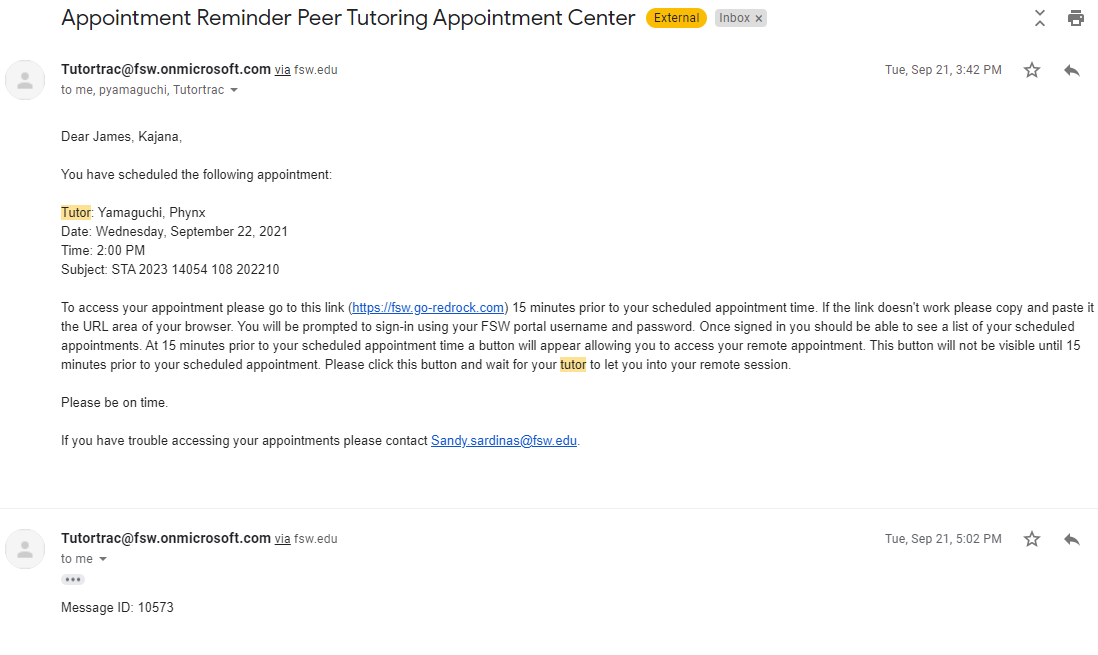 Appointment Reminder Peer Tutoring Appointment Center External Inbox ×
Tutortrac@fsw.onmicrosoft.com via fsw.edu Tue, Sep 21, 3:42 PM
to me, pyamaguchi, Tutortrac
Dear James, Kajana,
You have scheduled the following appointment:
Tutor: Yamaguchi, Phynx
Date: Wednesday, September 22, 2021
Time: 2:00 PM
Subject: STA 2023 14054 108 202210
To access your appointment please go to this link (https://fsw.go-redrock.com) 15 minutes prior to your scheduled appointment time. If the link doesn't work please copy and paste it
the URL area of your browser. You will be prompted to sign-in using your FSW portal username and password. Once signed in you should be able to see a list of your scheduled
appointments. At 15 minutes prior to your scheduled appointment time a button will appear allowing you to access your remote appointment. This button will not be visible until 15
minutes prior to your scheduled appointment. Please click this button and wait for your tutor to let you into your remote session.
Please be on time.
If you have trouble accessing your appointments please contact Sandy.sardinas@fsw.edu.
Tutortrac@fsw.onmicrosoft.com via fsw.edu Tue, Sep 21, 5:02 PM
to me
Message ID: 10573